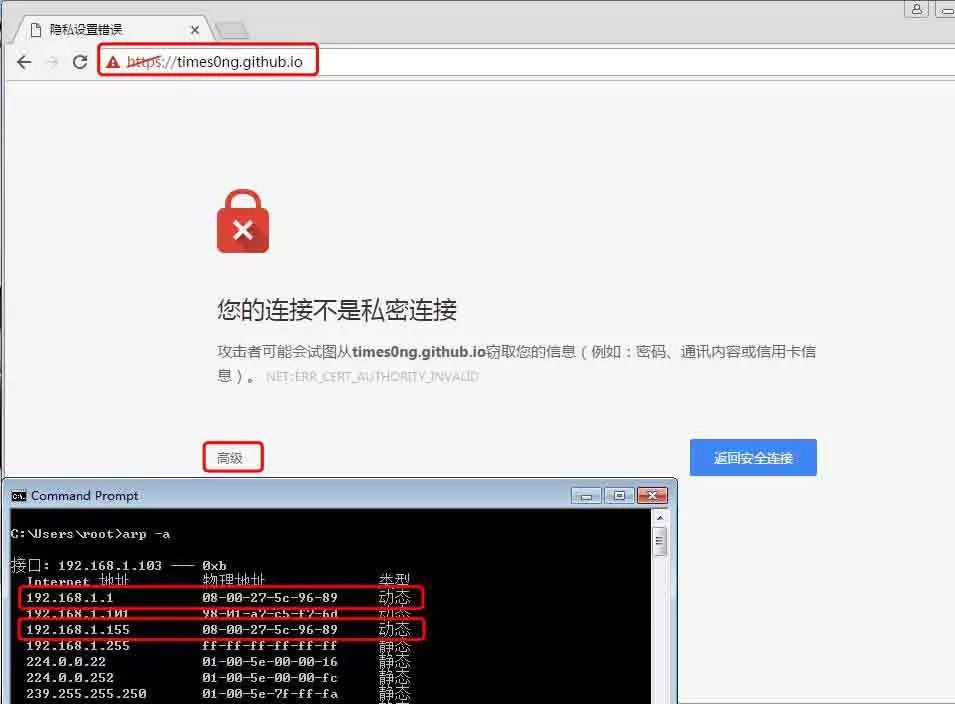 隐私设置错误
https://times0ng.github.io
您的连接不是私密连接
攻击者可能会试图从times0ng.github.io窃取您的信息（例如：密码、通讯内容或信用卡信
息）。 NET::ERR_CERT_AUTHORITY_INVALID
高级 返回安全连接
Command Prompt
C:\Users\root>arp -a
接口: 192.168.1.103 --- 0xb
Internet 地址 物理地址 类型
192.168.1.1 08-00-27-5c-96-89 动态
192.168.1.101 98-01-a7-c5-f2-6d 动态
192.168.1.155 08-00-27-5c-96-89 动态
192.168.1.255 ff-ff-ff-ff-ff-ff 静态
224.0.0.22 01-00-5e-00-00-16 静态
224.0.0.252 01-00-5e-00-00-fc 静态
239.255.255.250 01-00-5e-7f-ff-fa 静态